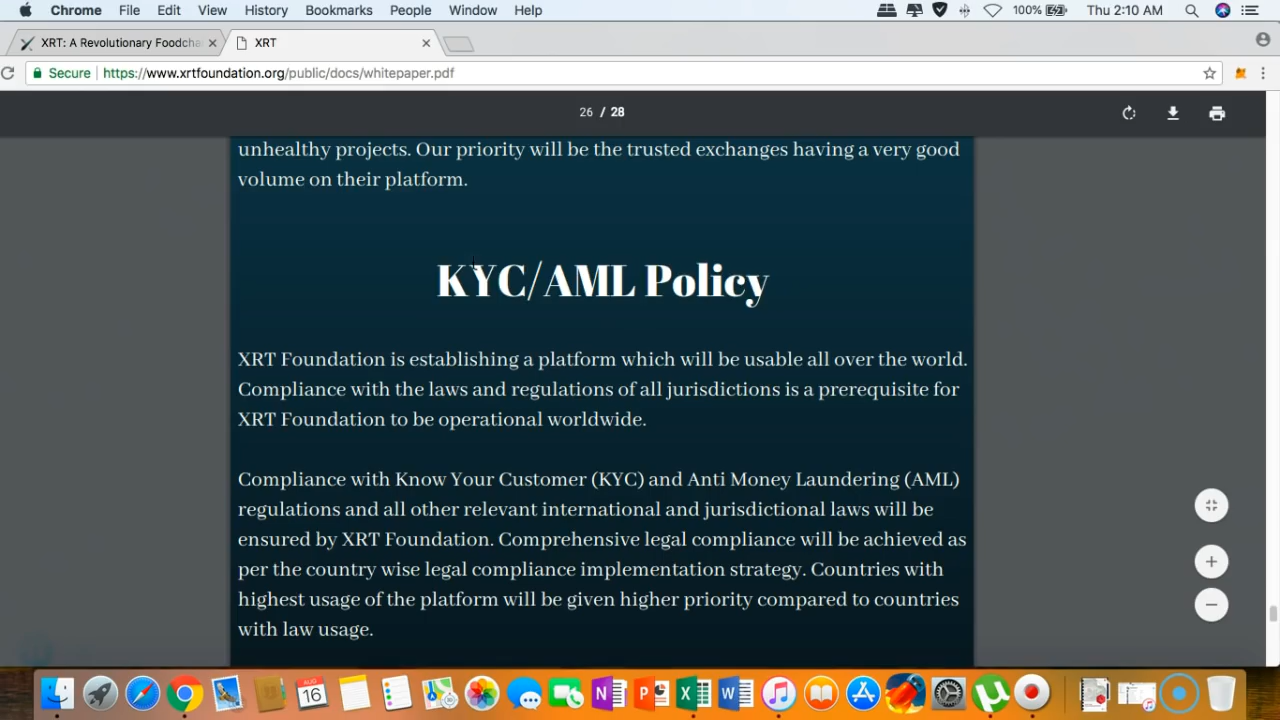 Chrome File Edit View History Bookmarks People Window Help 100% Thu 2:10 AM
XRT: A Revolutionary Foodcha XRT
Secure https://www.xrtfoundation.org/public/docs/whitepaper.pdf
26 / 28
unhealthy projects. Our priority will be the trusted exchanges having a very good
volume on their platform.
KYC/AML Policy
XRT Foundation is establishing a platform which will be usable all over the world.
Compliance with the laws and regulations of all jurisdictions is a prerequisite for
XRT Foundation to be operational worldwide.
Compliance with Know Your Customer (KYC) and Anti Money Laundering (AML)
regulations and all other relevant international and jurisdictional laws will be
ensured by XRT Foundation. Comprehensive legal compliance will be achieved as
per the country wise legal compliance implementation strategy. Countries with
highest usage of the platform will be given higher priority compared to countries
with law usage.
AUG
16